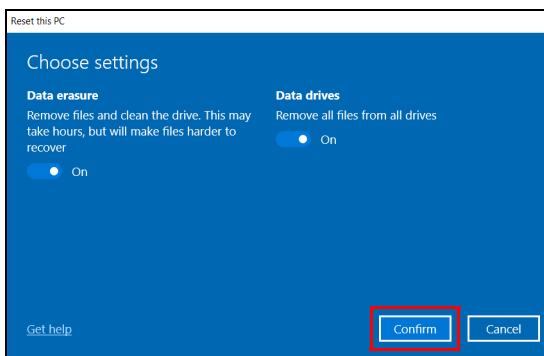 Reset this PC
Choose settings
Data erasure
Remove files and clean the drive. This may
take hours, but will make files harder to
recover
On
Data drives
Remove all files from all drives
On
Get help
Confirm
Cancel